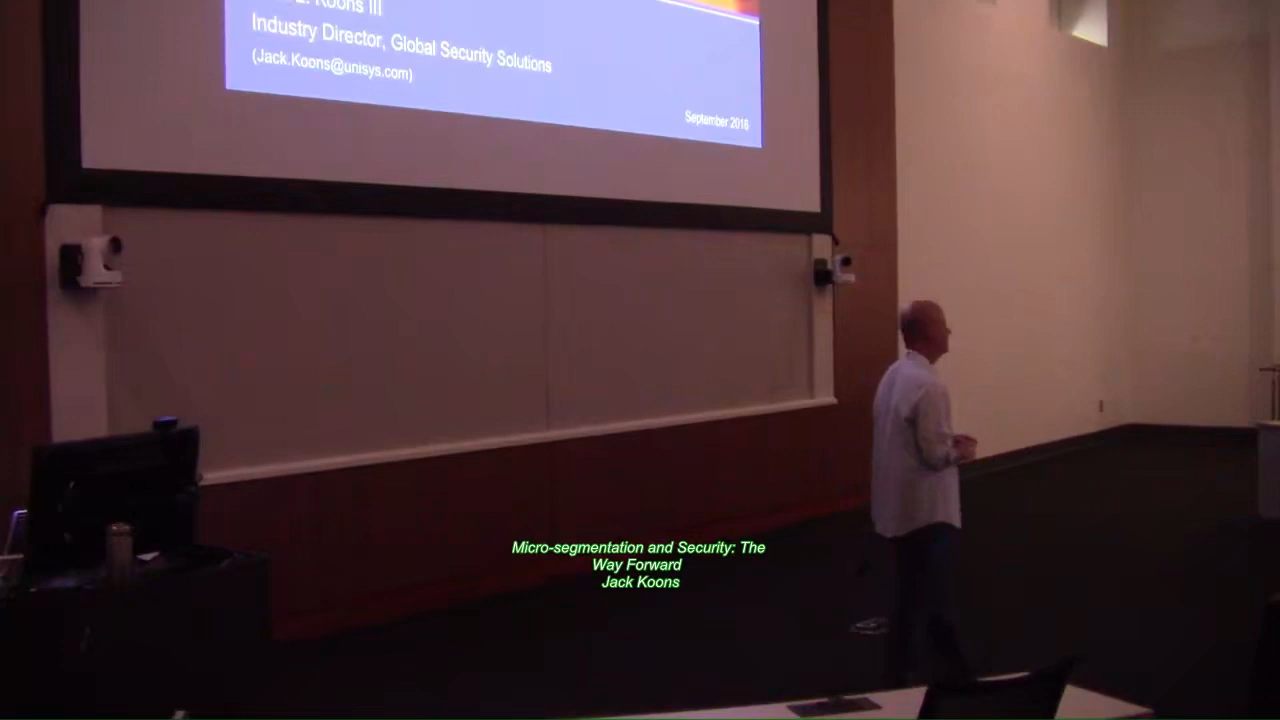 Koons III
Industry Director, Global Security Solutions
(Jack.Koons@unisys.com)
September 2016
Micro-segmentation and Security: The
Way Forward
Jack Koons